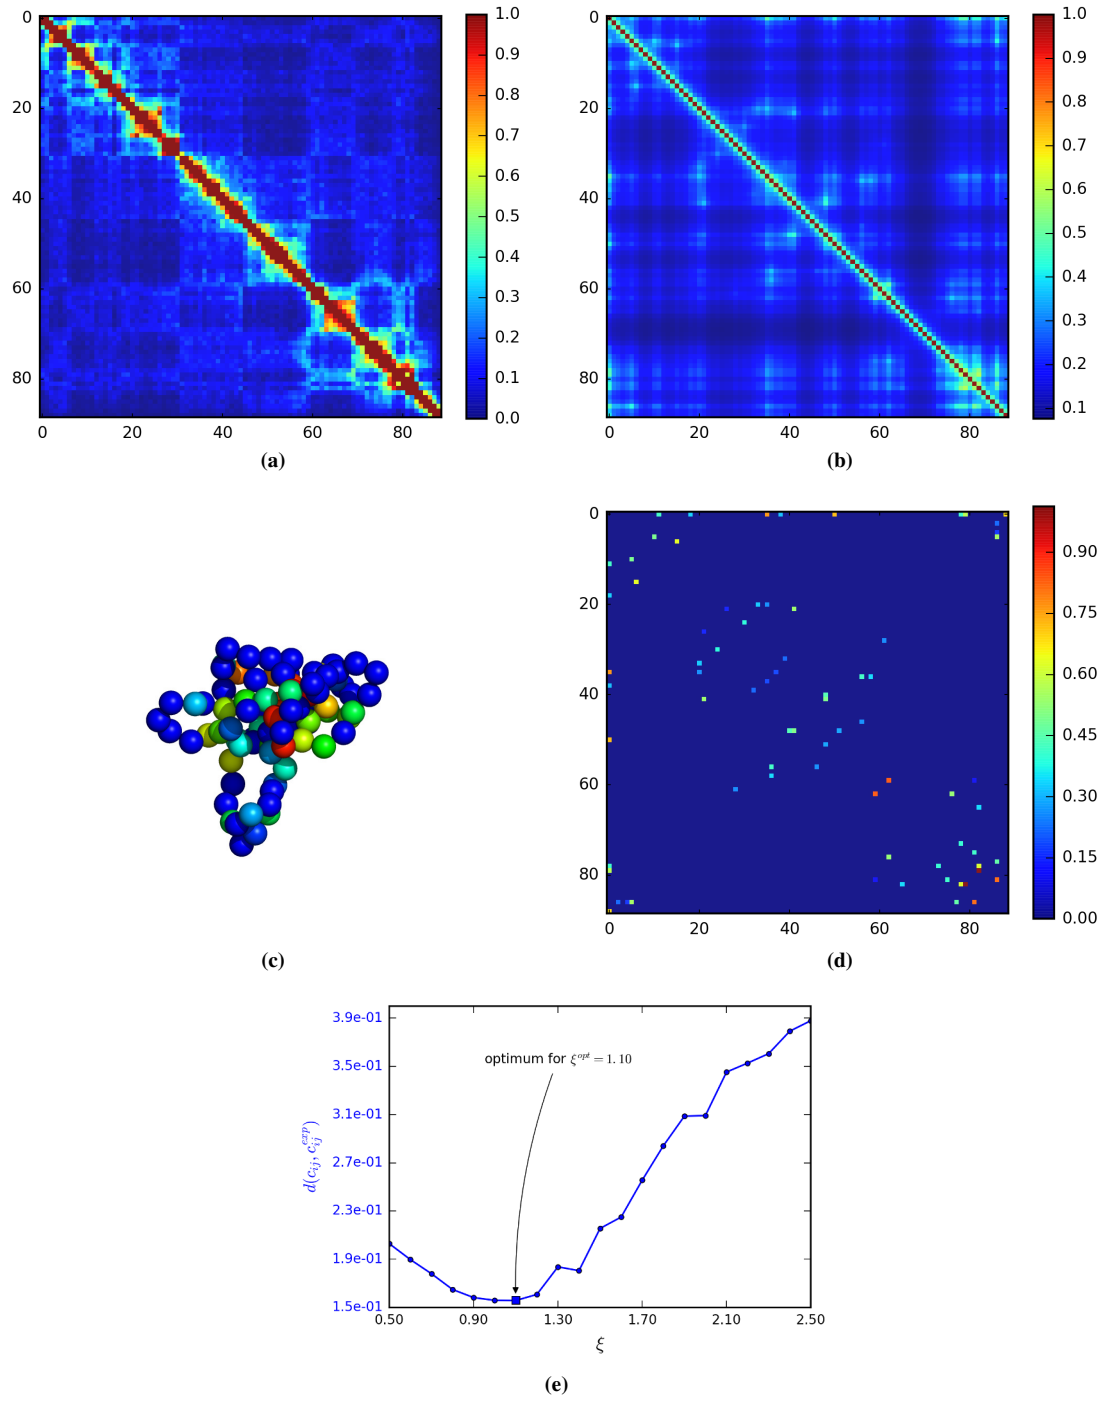 0
20
40
60
80
0 20 40 60 80
1.0
0.9
0.8
0.7
0.6
0.5
0.4
0.3
0.2
0.1
0.0
(a)
0
20
40
60
80
0 20 40 60 80
1.0
0.9
0.8
0.7
0.6
0.5
0.4
0.3
0.2
0.1
(b)
(c)
0
20
40
60
80
20 40 60 80
0.90
0.75
0.60
0.45
0.30
0.15
0.00
(d)
3.9e-01
3.5e-01
3.1e-01
2.7e-01
2.3e-01
1.9e-01
1.5e-01
d(c_{ij}, c_{ij}^{exp})
optimum for ξ^{opt} = 1.10
0.50 0.90 1.30 1.70 2.10 2.50
ξ
(e)